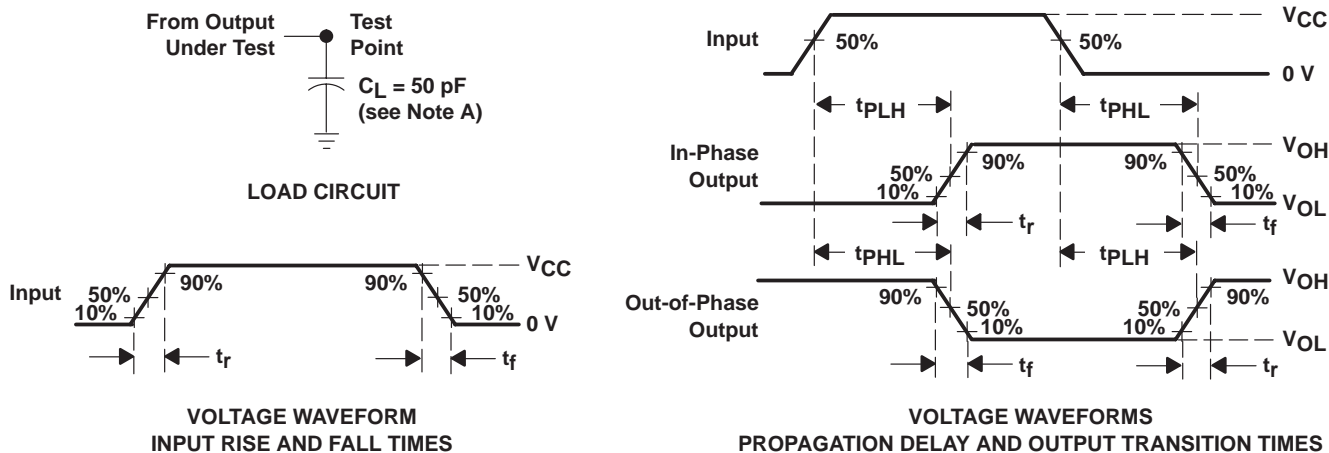 From Output
Under Test
Test
Point
CL = 50 pF
(see Note A)
LOAD CIRCUIT
Input
50%
10%
90%
90%
50%
10%
VCC
0 V
tr
tf
VOLTAGE WAVEFORM
INPUT RISE AND FALL TIMES
Input
50%
50%
VCC
0 V
tPLH
tPHL
In-Phase
Output
50%
10%
90%
90%
50%
10%
VOH
VOL
tr
tf
tPHL
tPLH
Out-of-Phase
Output
90%
50%
10%
50%
10%
90%
VOH
VOL
tf
tr
VOLTAGE WAVEFORMS
PROPAGATION DELAY AND OUTPUT TRANSITION TIMES